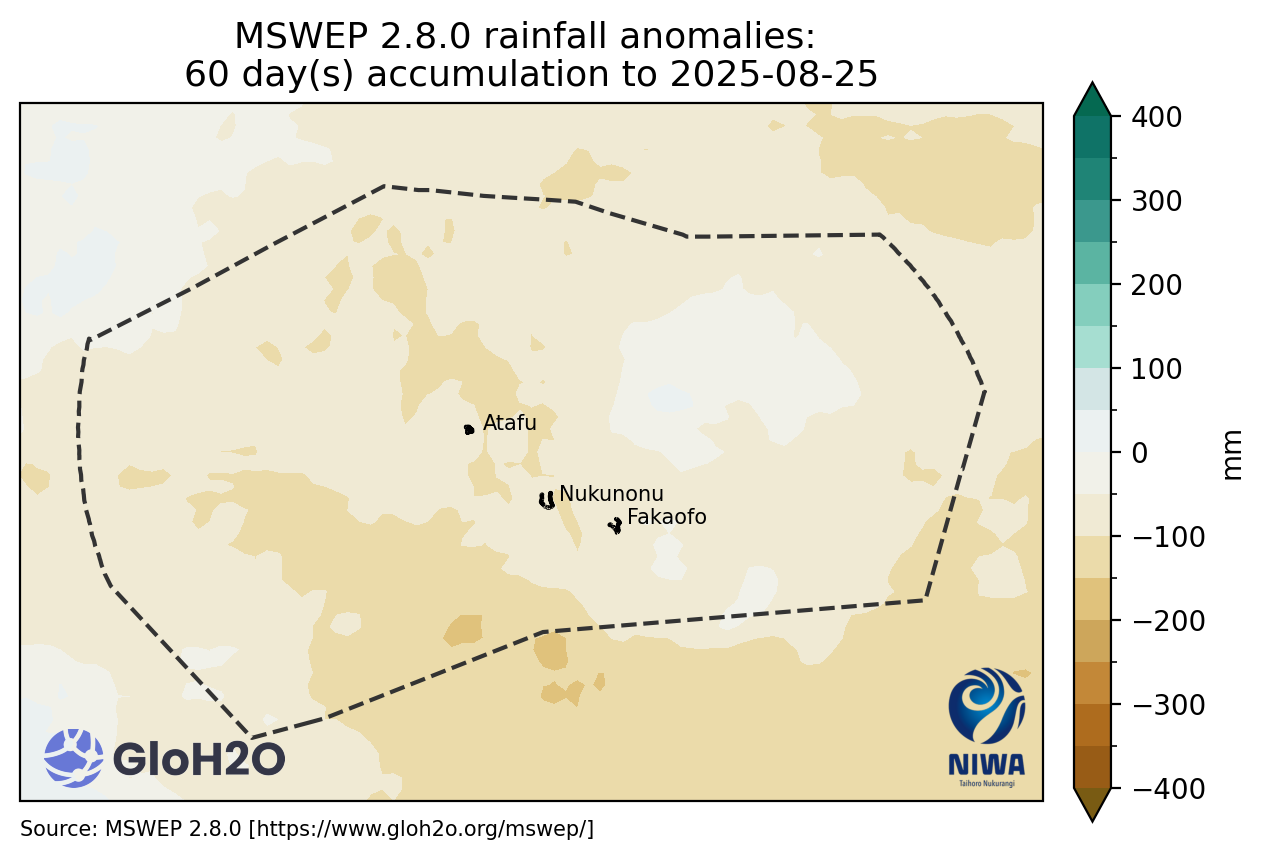 MSWEP 2.8.0 rainfall anomalies:
60 day(s) accumulation to 2025-08-25
400
300
200
100
0
−100
−200
−300
−400
mm
Atafu
Nukunonu
Fakaofo
GloH2O
NIWA
Taihoro Nukurangi
Source: MSWEP 2.8.0 [https://www.gloh2o.org/mswep/]